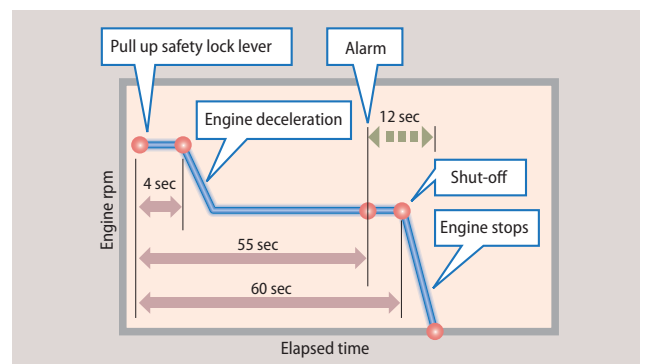 Pull up safety lock lever
Alarm
Engine deceleration
12 sec
4 sec
Shut-off
Engine stops
55 sec
60 sec
Engine rpm
Elapsed time